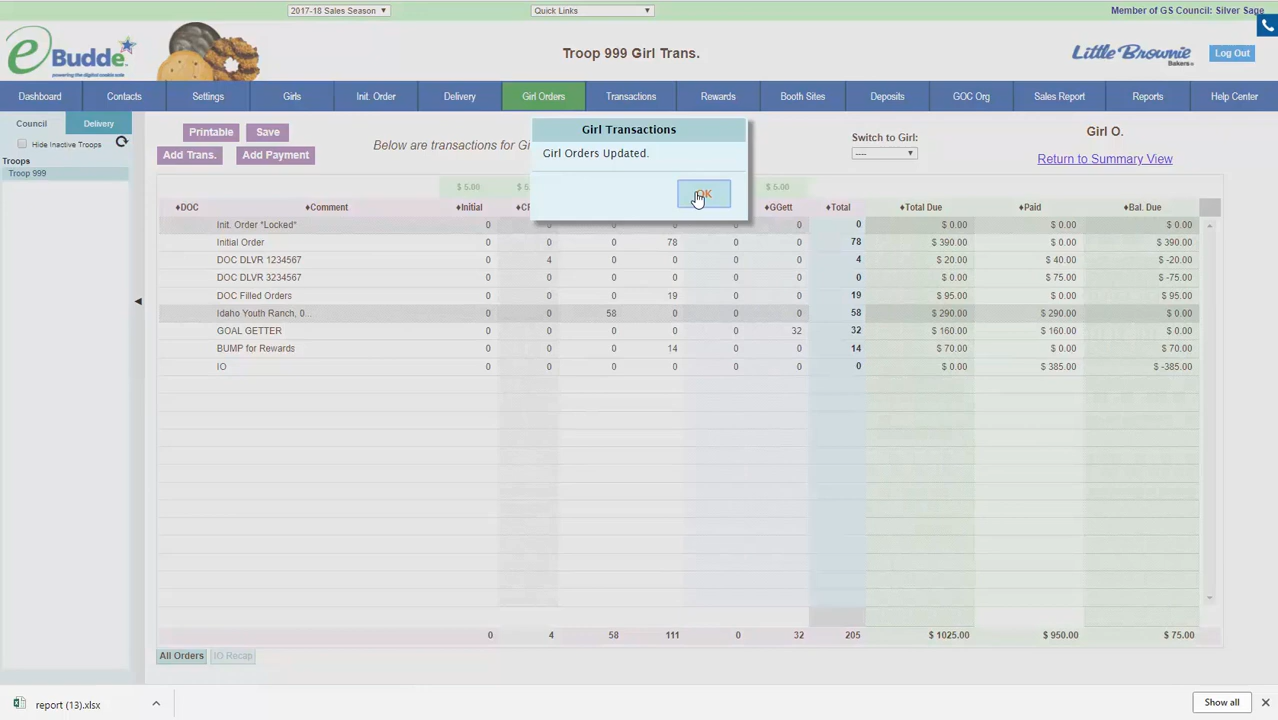 2017-18 Sales Season ▼ Quick Links ▼ Member of GS Council: Silver Sage
eBudde™ powering the digital cookie sale
Troop 999 Girl Trans.
Little Brownie Bakers
Log Out
Dashboard Contacts Settings Girls Init. Order Delivery Girl Orders Transactions Rewards Booth Sites Deposits GOC Org Sales Report Reports Help Center
Council Delivery
Hide Inactive Troops
Troops
Troop 999
Printable Save
Add Trans. Add Payment
Below are transactions for Gir
Girl Transactions
Girl Orders Updated.
OK
Switch to Girl:
----
Girl O.
Return to Summary View
$ 5.00 $ 5. $ 5.00
♦DOC ♦Comment ♦Initial ♦CF ♦GGett ♦Total ♦Total Due ♦Paid ♦Bal. Due
Init. Order *Locked* 0 0 0 0 0 0 0 $ 0.00 $ 0.00 $ 0.00
Initial Order 0 0 0 78 0 0 78 $ 390.00 $ 0.00 $ 390.00
DOC DLVR 1234567 0 4 0 0 0 0 4 $ 20.00 $ 40.00 $ -20.00
DOC DLVR 3234567 0 0 0 0 0 0 0 $ 0.00 $ 75.00 $ -75.00
DOC Filled Orders 0 0 0 19 0 0 19 $ 95.00 $ 0.00 $ 95.00
Idaho Youth Ranch, 0... 0 0 58 0 0 0 58 $ 290.00 $ 290.00 $ 0.00
GOAL GETTER 0 0 0 0 0 32 32 $ 160.00 $ 160.00 $ 0.00
BUMP for Rewards 0 0 0 14 0 0 14 $ 70.00 $ 0.00 $ 70.00
IO 0 0 0 0 0 0 0 $ 0.00 $ 385.00 $ -385.00
0 4 58 111 0 32 205 $ 1025.00 $ 950.00 $ 75.00
All Orders IO Recap
report (13).xlsx
Show all